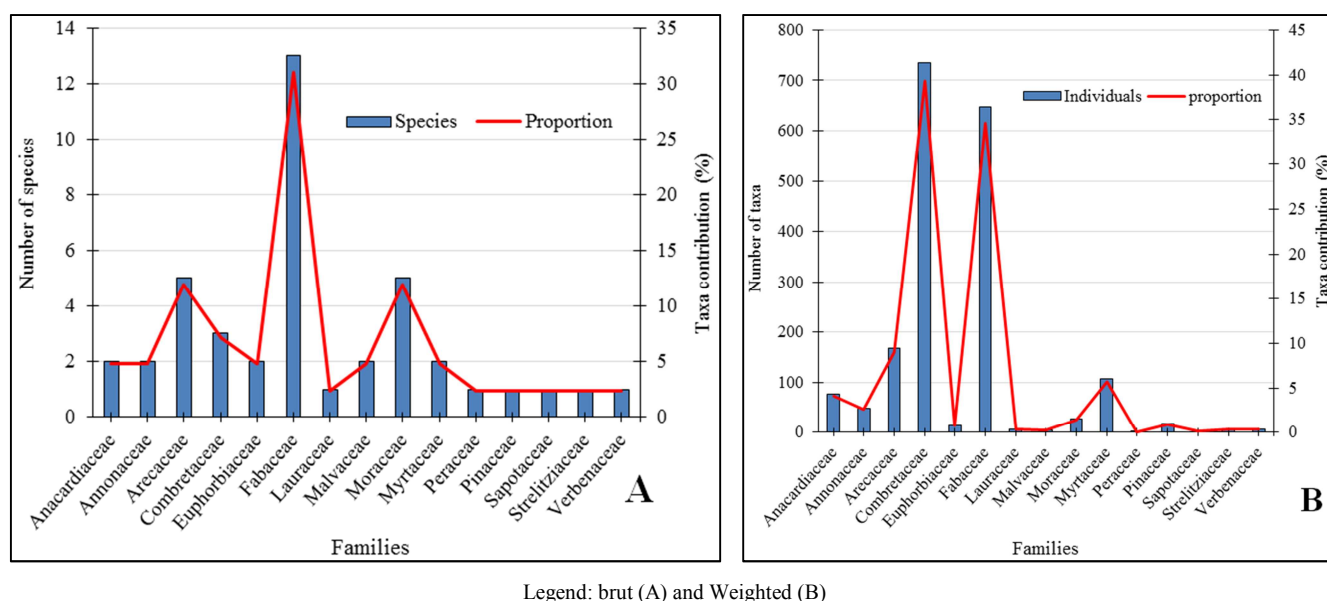 14
12
10
8
6
4
2
0
Number of species
35
30
25
20
15
10
5
0
Taxa contribution (%)
Species
Proportion
Anacardiaceae
Annonaceae
Arecaceae
Combretaceae
Euphorbiaceae
Fabaceae
Lauraceae
Malvaceae
Moraceae
Myrtaceae
Peraceae
Pinaceae
Sapotaceae
Strelitziaceae
Verbenaceae
A
Families
800
700
600
500
400
300
200
100
0
Number of taxa
45
40
35
30
25
20
15
10
5
0
Taxa contribution (%)
Individuals
proportion
Anacardiaceae
Annonaceae
Arecaceae
Combretaceae
Euphorbiaceae
Fabaceae
Lauraceae
Malvaceae
Moraceae
Myrtaceae
Peraceae
Pinaceae
Sapotaceae
Strelitziaceae
Verbenaceae
B
Families
Legend: brut (A) and Weighted (B)